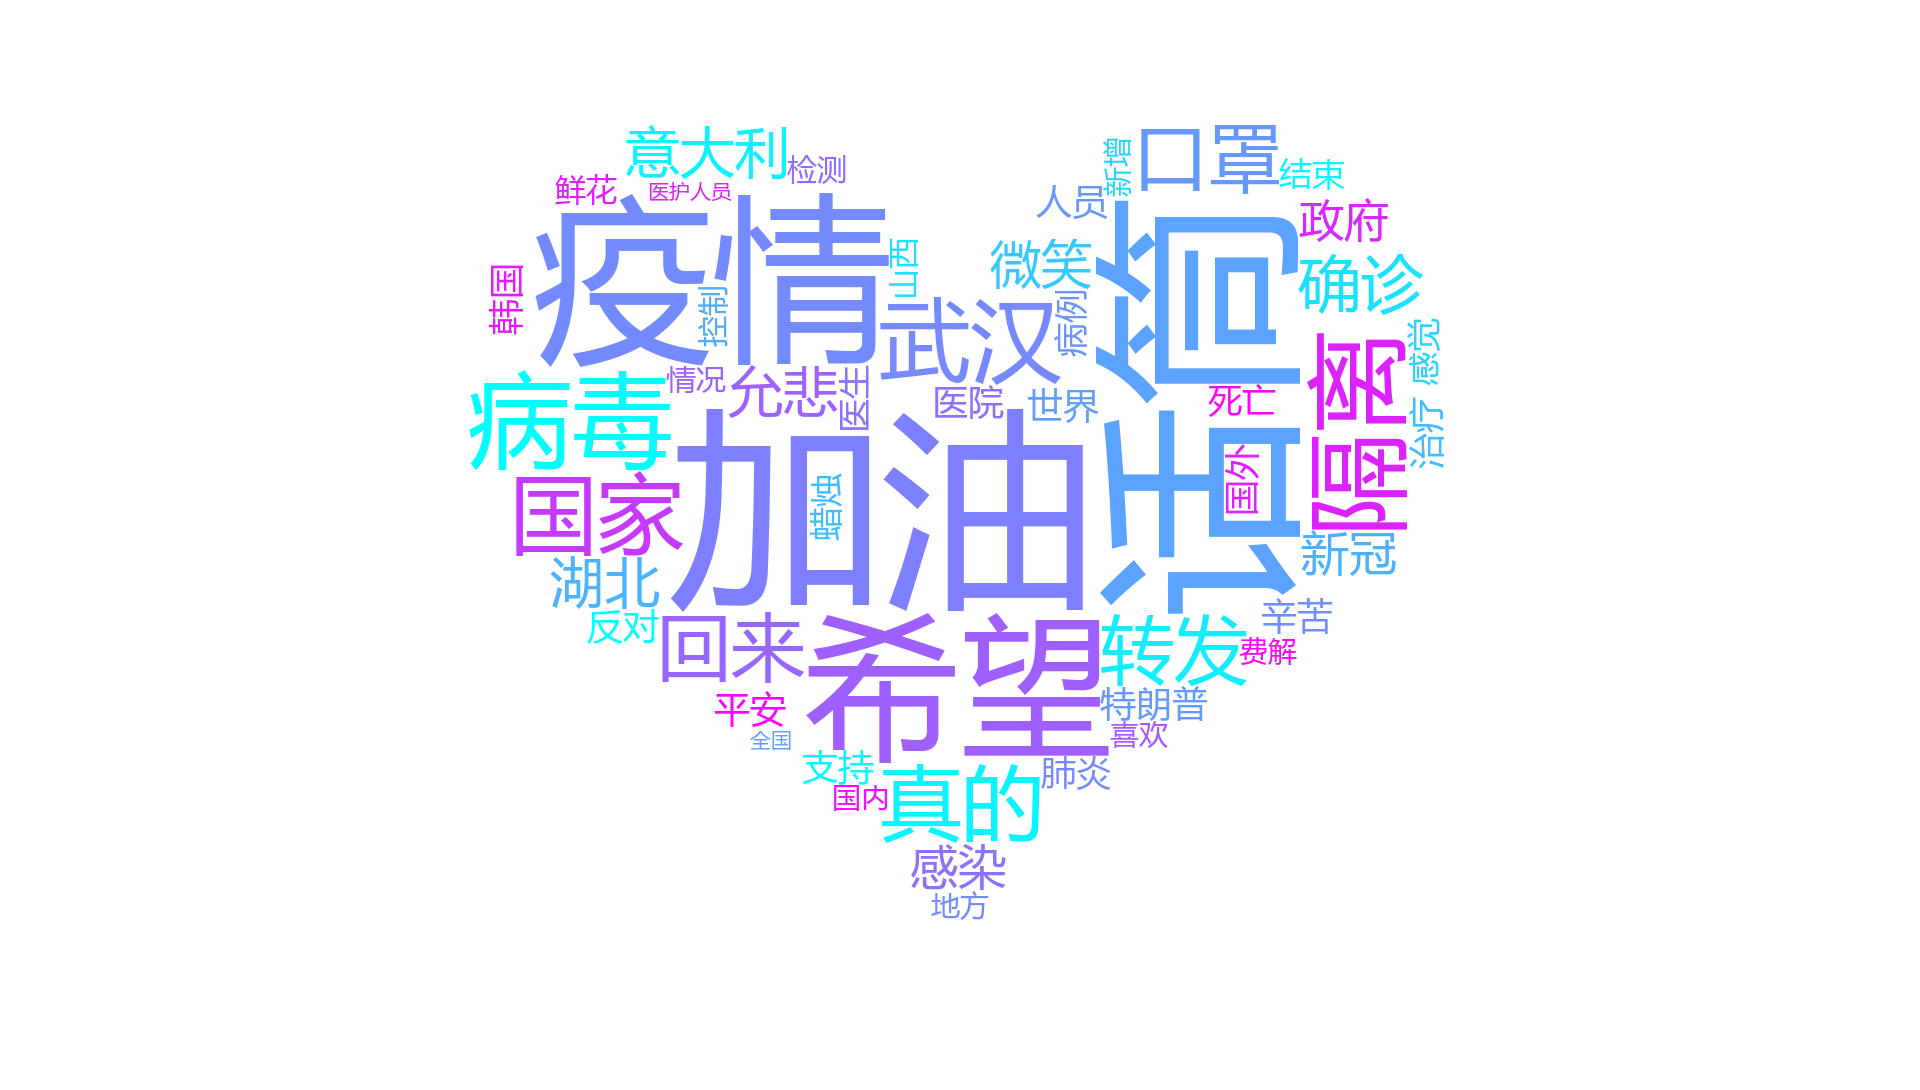 意大利
检测
鲜花
医护人员
疫情
韩国
控制
山西
新增
口罩
结束
人员
政府
微笑
确诊
武汉
病例
话筒
隔离
感觉
病毒
情况
允悲
医生
医院
世界
死亡
治疗
加油
国家
蜡烛
国外
新冠
湖北
反对
回来
希望
转发
辛苦
费解
平安
全国
特朗普
喜欢
支持
国内
真的
肺炎
感染
地方